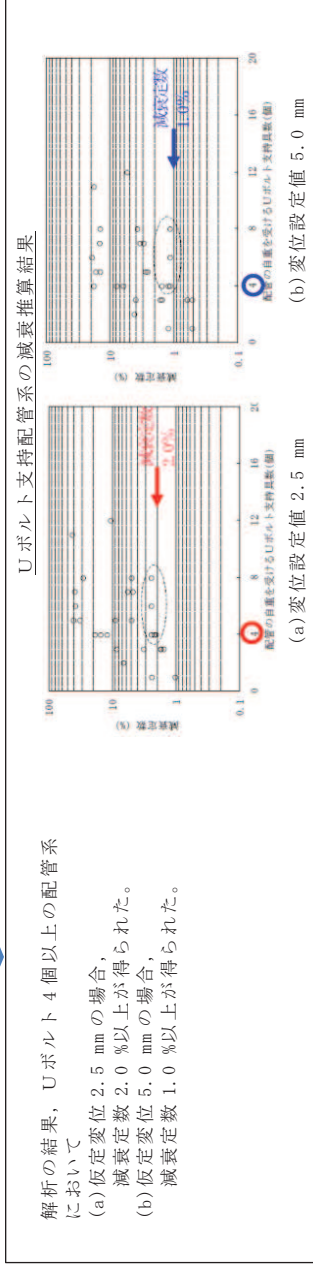 解析の結果，Uボルト4個以上の配管系
において
(a)仮定変位 2.5 mm の場合，
減衰定数 2.0 %以上が得られた。
(b)仮定変位 5.0 mm の場合，
減衰定数 1.0 %以上が得られた。
Uボルト支持配管系の減衰推算結果
100
10
1
0.1
減衰定数 (%)
減衰定数
2.0%
0
4
8
12
16
20
配管の自重を受けるUボルト支持具数(個)
(a)変位設定値 2.5 mm
100
10
1
0.1
減衰定数 (%)
減衰定数
1.0%
0
4
8
12
16
20
配管の自重を受けるUボルト支持具数(個)
(b)変位設定値 5.0 mm